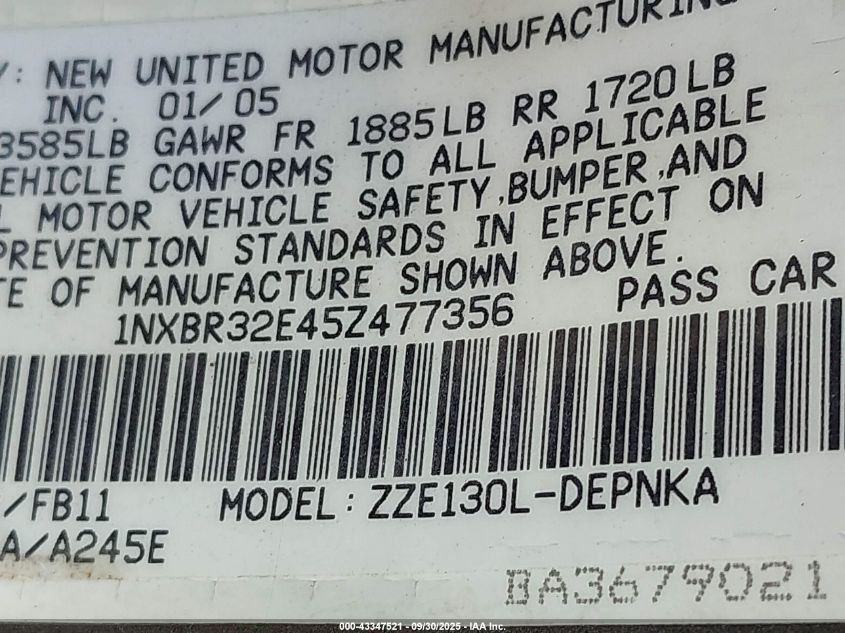 Y: NEW UNITED MOTOR MANUFACTURING
INC. 01/05
3585LB GAWR FR 1885LB RR 1720LB
EHICLE CONFORMS TO ALL APPLICABLE
L MOTOR VEHICLE SAFETY,BUMPER,AND
PREVENTION STANDARDS IN EFFECT ON
TE OF MANUFACTURE SHOWN ABOVE.
1NXBR32E45Z477356 PASS CAR
/FB11 MODEL:ZZE130L-DEPNKA
A/A245E
BA3679021
000-43347521 - 09/30/2025 - IAA Inc.